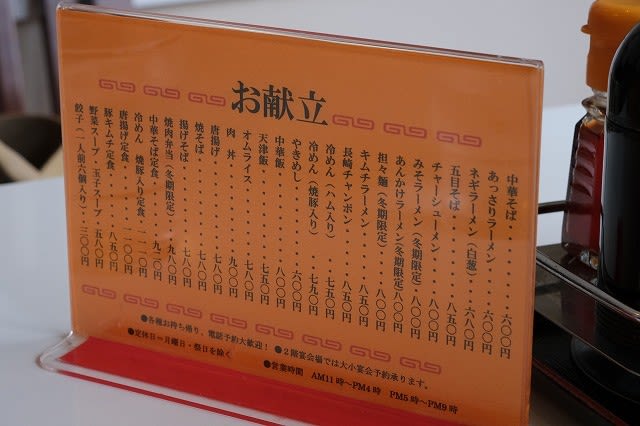 お献立
中華そば・・・・・・・六〇〇円
あっさりラーメン・・・・六〇〇円
ネギラーメン（白葱）・・六八〇円
五目そば・・・・・・・・八五〇円
チャーシューメン・・・・八〇〇円
みそラーメン（冬期限定）八〇〇円
あんかけラーメン（冬期限定）八〇〇円
担々麺（冬期限定）・・・八〇〇円
キムチラーメン・・・・・八五〇円
長崎チャンポン・・・・・八五〇円
冷めん（ハム入り）・・・七五〇円
冷めん（焼豚入り）・・・七九〇円
やきめし・・・・・・・・六〇〇円
中華飯・・・・・・・・・八〇〇円
天津飯・・・・・・・・・七五〇円
オムライス・・・・・・・七五〇円
肉丼・・・・・・・・・・九〇〇円
唐揚げ・・・・・・・・・七八〇円
焼そば・・・・・・・・・七八〇円
揚げそば・・・・・・・・七八〇円
焼肉弁当（冬期限定）・・九八〇円
中華そば定食・・・・・・九二〇円
冷めん 焼豚入り定食・・一一一〇円
唐揚げ定食・・・・・・・一一〇〇円
豚キムチ定食・・・・・・八五〇円
野菜スープ・玉子スープ・五八〇円
餃子（一人前六個入り）・三〇〇円
●各種お持ち帰り、電話予約大歓迎！ ●２階宴会場では大小宴会予約承ります。
●定休日＝月曜日・祭日を除く ●営業時間 AM11時〜PM4時 PM5時〜PM9時